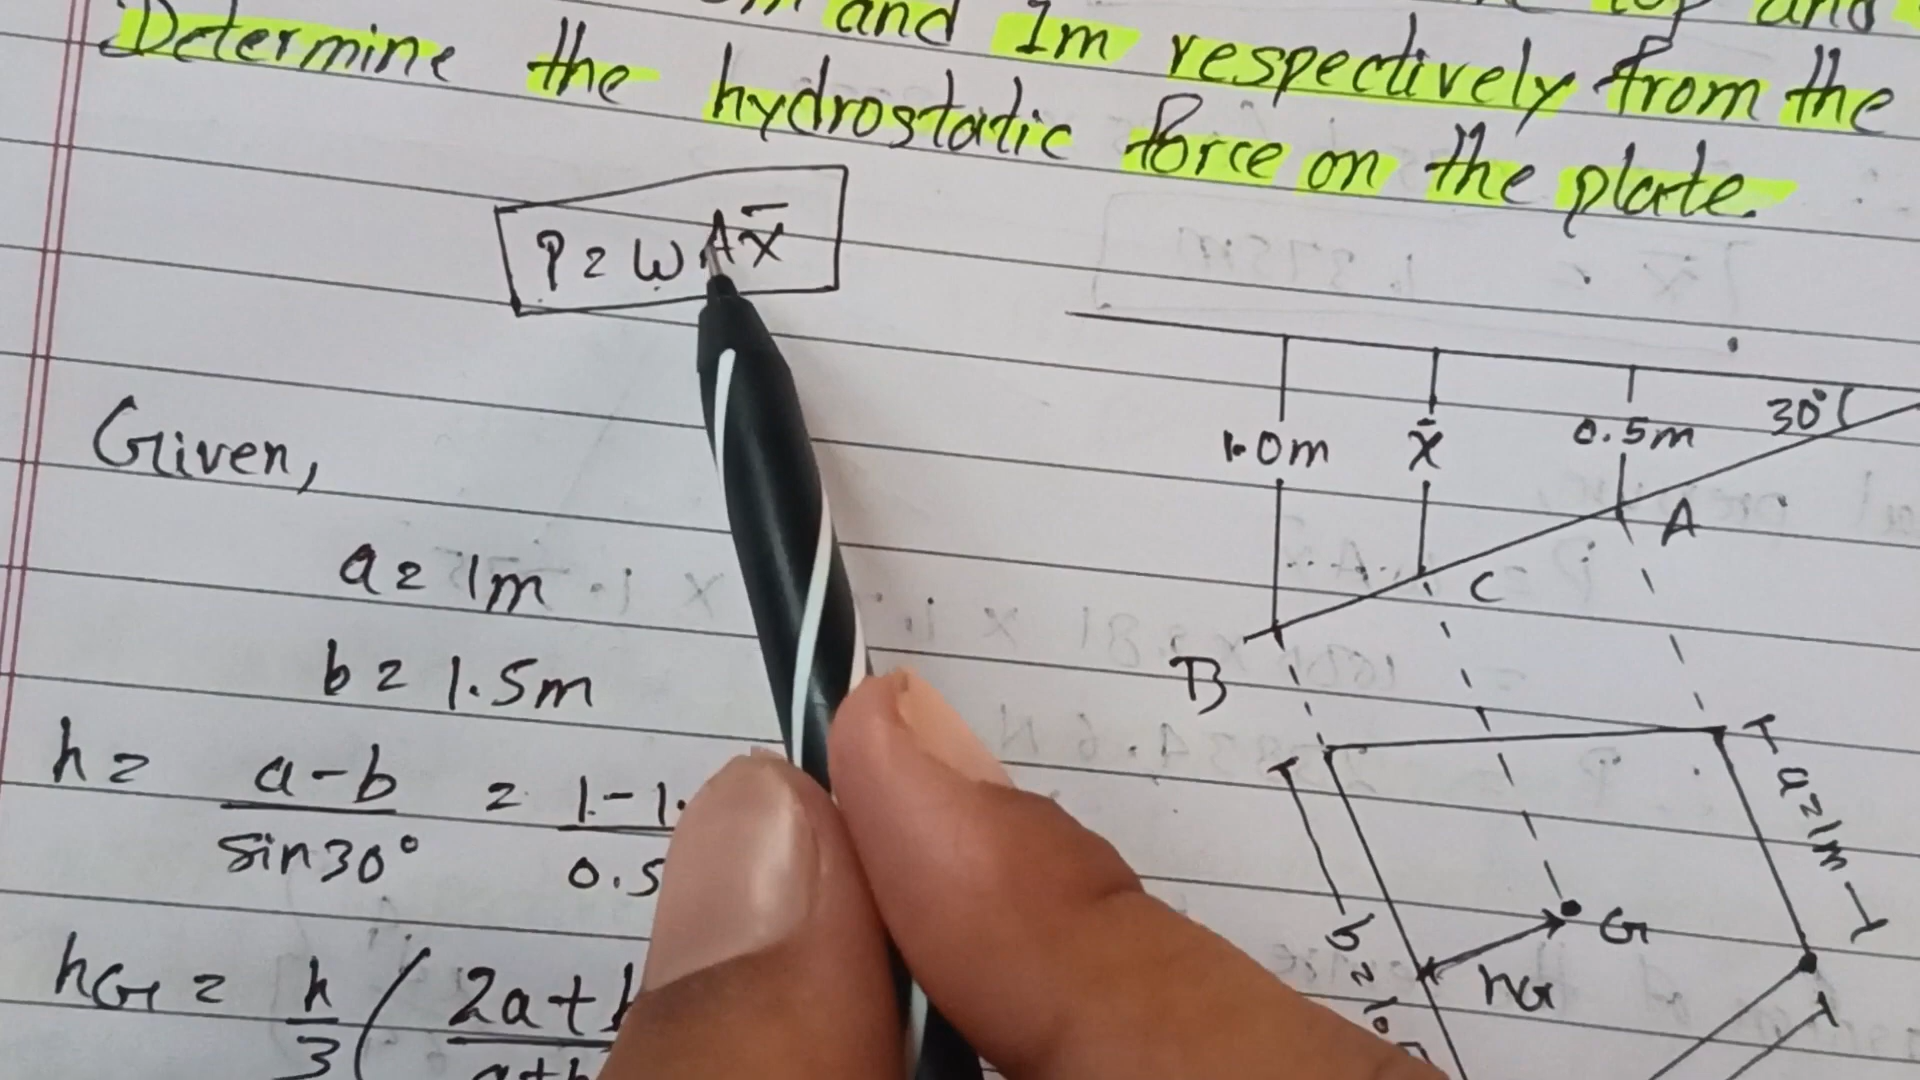 and 1m respectively from the
Determine the hydrostatic force on the plate.
P = W A x̄
30°
1.0m x̄ 0.5m
Given,
A
a = 1m
C
b = 1.5m
B
h = a-b / sin30° = 1-1. / 0.5
a=1m
G
b=1.
hG
hG = h/3 ( 2a+b / a+b